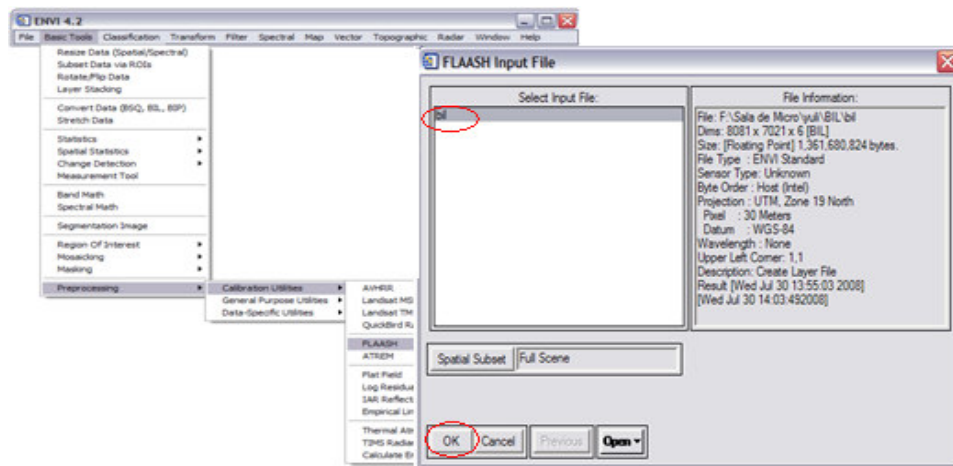 ENVI 4.2
File Basic Tools Classification Transform Filter Spectral Map Vector Topographic Radar Window Help
Resize Data (Spatial/Spectral)
Subset Data via ROIs
Rotate/Flip Data
Layer Stacking
Convert Data (BSQ, BIL, BIP)
Stretch Data
Statistics
Spatial Statistics
Change Detection
Measurement Tool
Band Math
Spectral Math
Segmentation Image
Region Of Interest
Mosaicking
Masking
Preprocessing
Calibration Utilities
General Purpose Utilities
Data-Specific Utilities
AVHRR
Landsat MS
Landsat TM
QuickBird Ra
FLAASH
ATREM
Flat Field
Log Residua
IAR Reflect
Empirical Lin
Thermal Atm
TIMS Radian
Calculate E
FLAASH Input File
Select Input File:
bil
File Information:
File: F:\Sala de Micro\yuli\BIL\bil
Dims: 8081 x 7021 x 6 [BIL]
Size: [Floating Point] 1,361,680,824 bytes.
File Type : ENVI Standard
Sensor Type: Unknown
Byte Order : Host (Intel)
Projection : UTM, Zone 19 North
Pixel : 30 Meters
Datum : WGS-84
Wavelength : None
Upper Left Corner: 1,1
Description: Create Layer File
Result [Wed Jul 30 13:55:03 2008]
[Wed Jul 30 14:03:492008]
Spatial Subset Full Scene
OK Cancel Previous Open